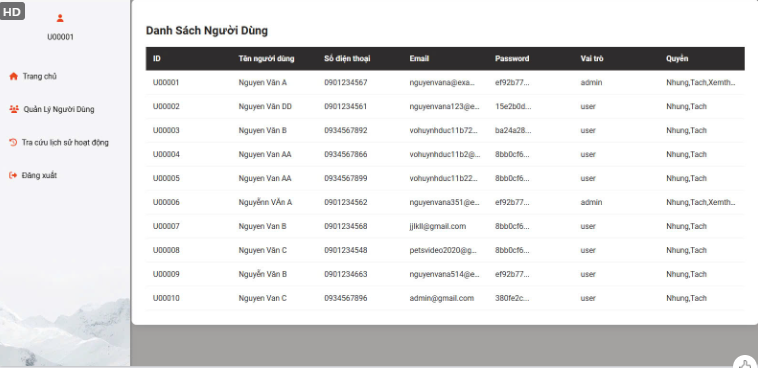 HD
U00001
Trang chủ
Quản Lý Người Dùng
Tra cứu lịch sử hoạt động
Đăng xuất
Danh Sách Người Dùng
ID Tên người dùng Số điện thoại Email Password Vai trò Quyền
U00001 Nguyen Văn A 0901234567 nguyenvana@exa... ef92b77... admin Nhung,Tach,Xemth...
U00002 Nguyen Văn DD 0901234561 nguyenvana123@e... 15e2b0d... user Nhung,Tach
U00003 Nguyen Văn B 0934567892 vohuynhduc11b72... ba24a28... user Nhung,Tach
U00004 Nguyen Van AA 0934567866 vohuynhduc11b2@... 8bb0cf6... user Nhung,Tach
U00005 Nguyen Van AA 0934567899 vohuynhduc11b22... 8bb0cf6... user Nhung,Tach
U00006 Nguyễnn VĂn A 0901234562 nguyenvana351@e... ef92b77... admin Nhung,Tach,Xemth...
U00007 Nguyen Van B 0901234568 jjlkll@gmail.com 8bb0cf6... user Nhung,Tach
U00008 Nguyen Văn C 0901234548 petsvideo2020@g... 8bb0cf6... user Nhung,Tach
U00009 Nguyễn Văn B 0901234663 nguyenvana514@e... ef92b77... user Nhung,Tach
U00010 Nguyen Van C 0934567896 admin@gmail.com 380fe2c... user Nhung,Tach